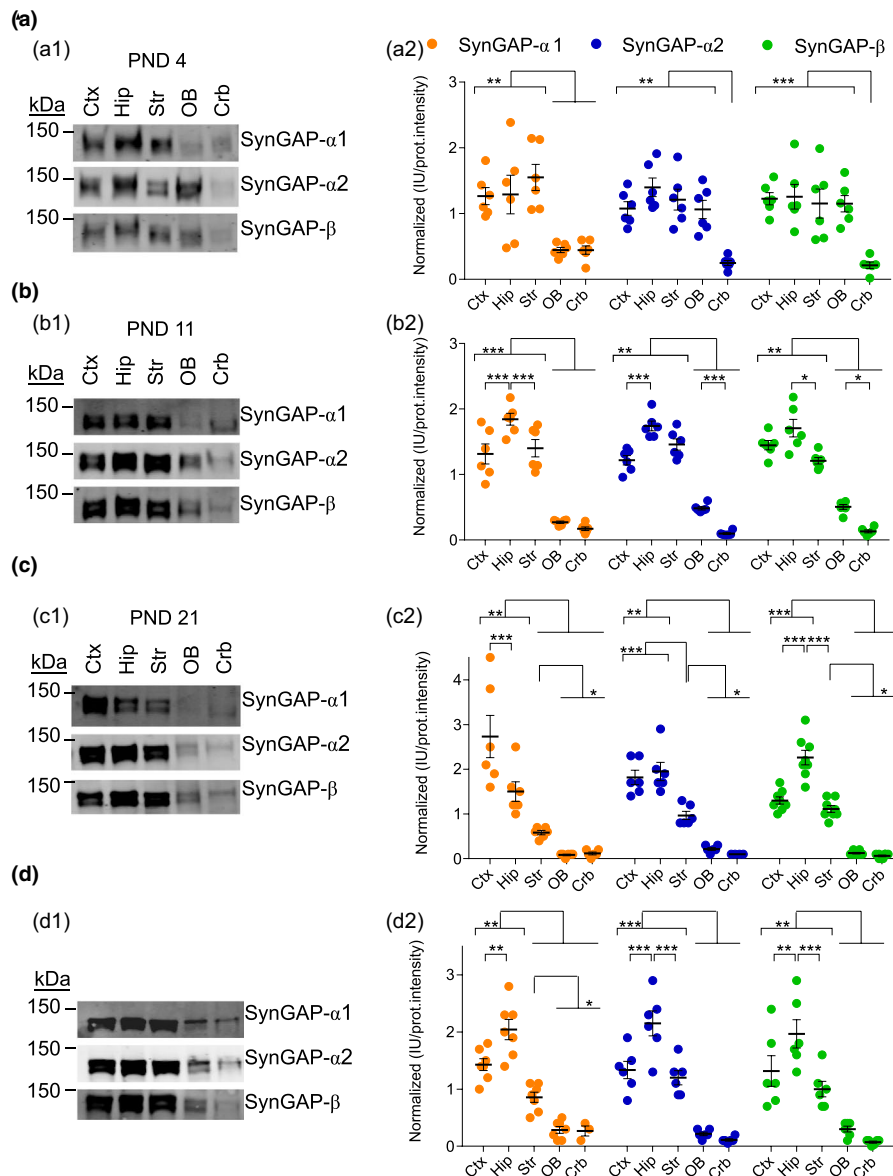 (a)
(a1)
PND 4
kDa
Ctx Hip Str OB Crb
150
SynGAP-α1
150
SynGAP-α2
150
SynGAP-β
(a2)
SynGAP-α1 SynGAP-α2 SynGAP-β
** ** ***
Normalized (IU/prot.intensity)
3
2
1
0
Ctx Hip Str OB Crb Ctx Hip Str OB Crb Ctx Hip Str OB Crb
(b)
(b1)
PND 11
kDa
Ctx Hip Str OB Crb
150
SynGAP-α1
150
SynGAP-α2
150
SynGAP-β
(b2)
*** ** **
*** *** *** *** * *
Normalized (IU/prot.intensity)
3
2
1
0
Ctx Hip Str OB Crb Ctx Hip Str OB Crb Ctx Hip Str OB Crb
(c)
(c1)
PND 21
kDa
Ctx Hip Str OB Crb
150
SynGAP-α1
150
SynGAP-α2
150
SynGAP-β
(c2)
** ** ***
*** *** *** ***
* * *
Normalized (IU/prot.intensity)
4
3
2
1
0
Ctx Hip Str OB Crb Ctx Hip Str OB Crb Ctx Hip Str OB Crb
(d)
(d1)
kDa
150
SynGAP-α1
150
SynGAP-α2
150
SynGAP-β
(d2)
** *** **
** *** *** ** ***
*
Normalized (IU/prot.intensity)
4
3
2
1
0
Ctx Hip Str OB Crb Ctx Hip Str OB Crb Ctx Hip Str OB Crb